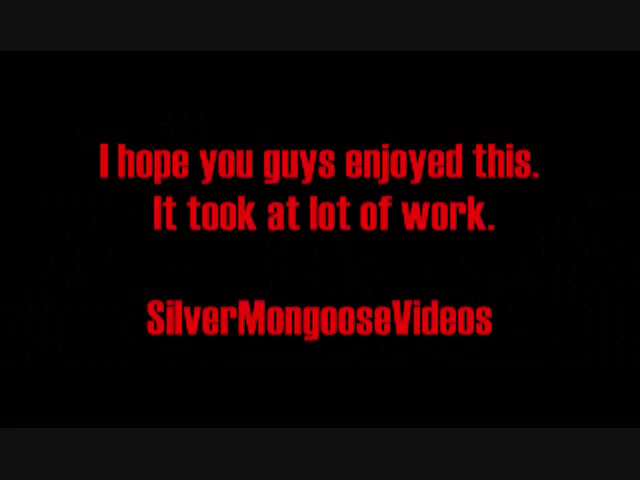 I hope you guys enjoyed this.
It took at lot of work.
SilverMongooseVideos